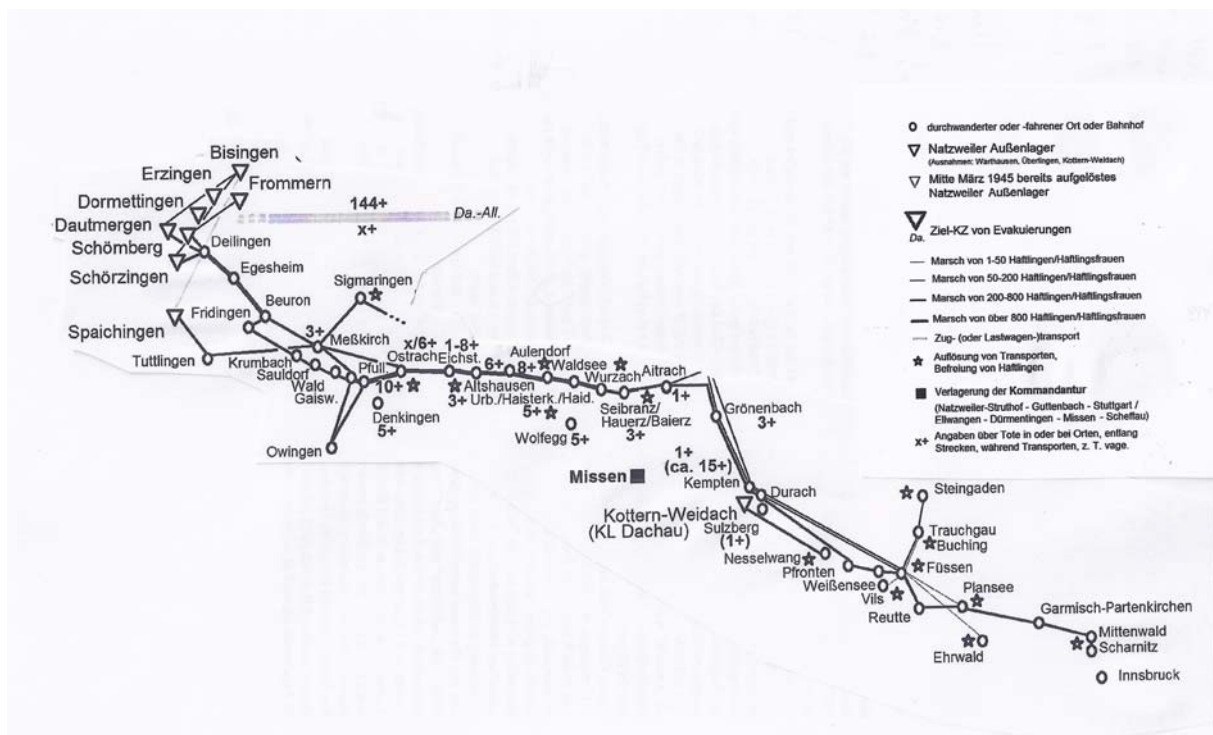 durchwanderter oder -fahrener Ort oder Bahnhof
Natzweiler Außenlager
(Ausnahmen: Warthausen, Überlingen, Kottern-Weidach)
Mitte März 1945 bereits aufgelöstes
Natzweiler Außenlager
Ziel-KZ von Evakuierungen
Da.
Marsch von 1-50 Häftlingen/Häftlingsfrauen
Marsch von 50-200 Häftlingen/Häftlingsfrauen
Marsch von 200-800 Häftlingen/Häftlingsfrauen
Marsch von über 800 Häftlingen/Häftlingsfrauen
Zug- (oder Lastwagen-)transport
Auflösung von Transporten,
Befreiung von Häftlingen
Verlagerung der Kommandantur
(Natzweiler-Struthof - Guttenbach - Stuttgart /
Ellwangen - Dürmentingen - Missen - Scheffau)
x+ Angaben über Tote in oder bei Orten, entlang
Strecken, während Transporten, z. T. vage.
Bisingen
Erzingen
Frommern
Dormettingen
144+
Da.-All.
x+
Dautmergen
Deilingen
Schömberg
Schörzingen
Egesheim
Sigmaringen
Beuron
Fridingen
Spaichingen
3+
Meßkirch
Tuttlingen
x/6+
1-8+
Ostrach
Eichst.
6+
8+
Aulendorf
Waldsee
Krumbach
Sauldorf
Wald
Gaisw.
Pfull
10+
Altshausen
3+
Urb./Haisterk./Haid.
5+
Wurzach
Aitrach
1+
Seibranz/
Hauerz/Baierz
3+
Grönenbach
3+
Denkingen
5+
Wolfegg
5+
Owingen
Missen
1+
(ca. 15+)
Kempten
Durach
Kottern-Weidach
(KL Dachau)
Sulzberg
(1+)
Nesselwang
Pfronten
Weißensee
Vils
Steingaden
Trauchgau
Buching
Füssen
Plansee
Reutte
Garmisch-Partenkirchen
Ehrwald
Mittenwald
Scharnitz
Innsbruck